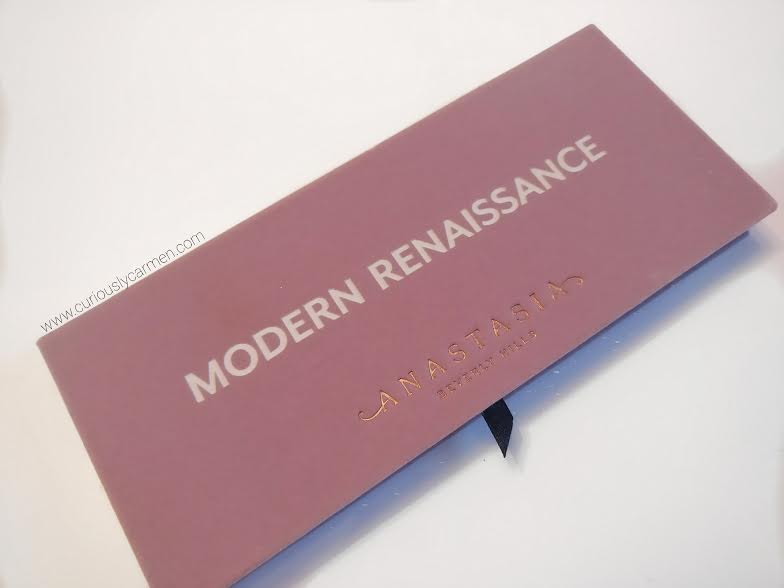 www.curiouslycarmen.com
MODERN RENAISSANCE
ANASTASIA
BEVERLY HILLS